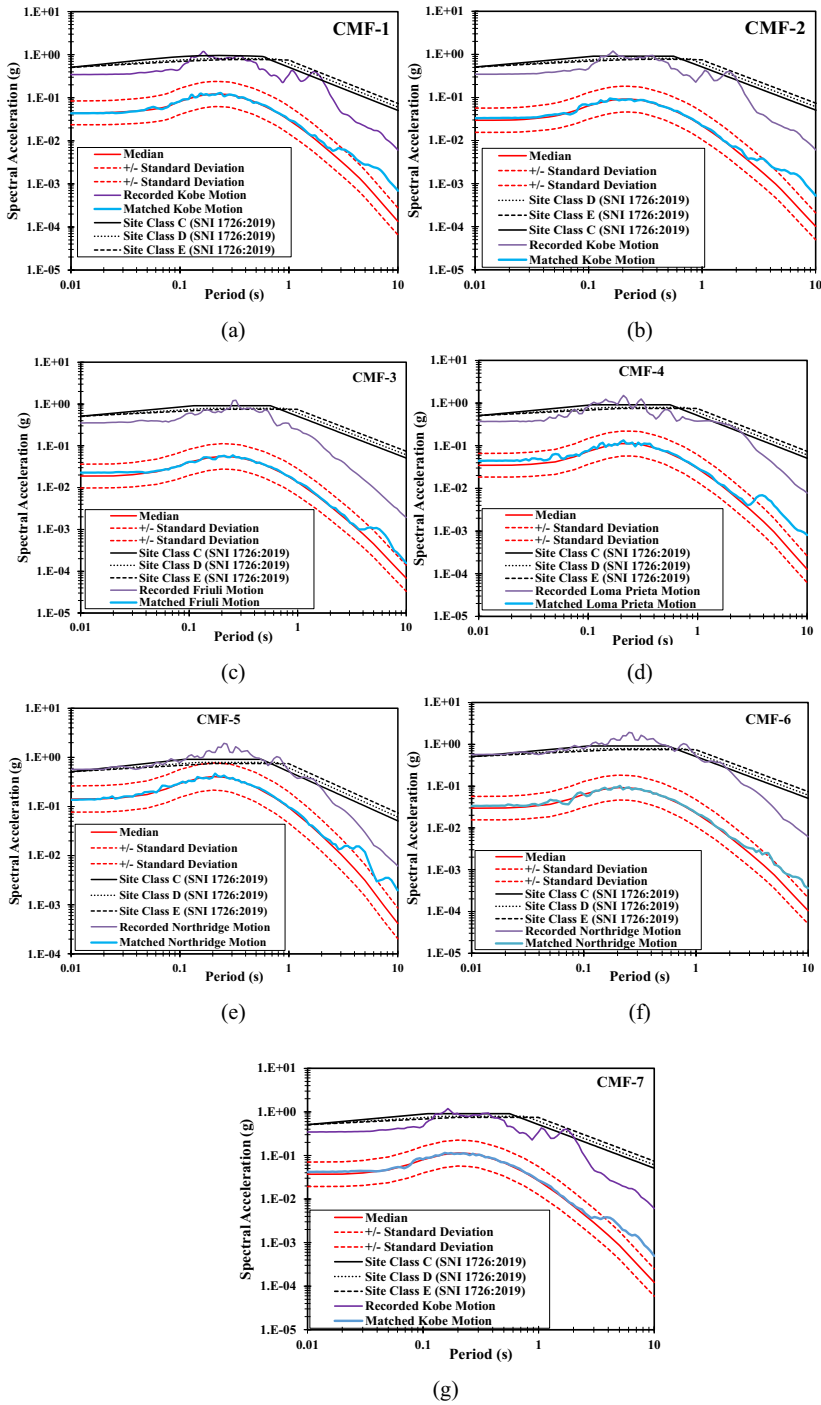 CMF-1
1.E+01
1.E+00
1.E-01
1.E-02
1.E-03
1.E-04
1.E-05
Spectral Acceleration (g)
Median
+/- Standard Deviation
+/- Standard Deviation
Recorded Kobe Motion
Matched Kobe Motion
Site Class C (SNI 1726:2019)
Site Class D (SNI 1726:2019)
Site Class E (SNI 1726:2019)
0.01 0.1 1 10
Period (s)
(a)
CMF-2
1.E+01
1.E+00
1.E-01
1.E-02
1.E-03
1.E-04
1.E-05
Spectral Acceleration (g)
Median
+/- Standard Deviation
+/- Standard Deviation
Site Class D (SNI 1726:2019)
Site Class E (SNI 1726:2019)
Site Class C (SNI 1726:2019)
Recorded Kobe Motion
Matched Kobe Motion
0.01 0.1 1 10
Period (s)
(b)
CMF-3
1.E+01
1.E+00
1.E-01
1.E-02
1.E-03
1.E-04
1.E-05
Spectral Acceleration (g)
Median
+/- Standard Deviation
+/- Standard Deviation
Site Class C (SNI 1726:2019)
Site Class D (SNI 1726:2019)
Site Class E (SNI 1726:2019)
Recorded Friuli Motion
Matched Friuli Motion
0.01 0.1 1 10
Period (s)
(c)
CMF-4
1.E+01
1.E+00
1.E-01
1.E-02
1.E-03
1.E-04
1.E-05
Spectral Acceleration (g)
Median
+/- Standard Deviation
+/- Standard Deviation
Site Class C (SNI 1726:2019)
Site Class D (SNI 1726:2019)
Site Class E (SNI 1726:2019)
Recorded Loma Prieta Motion
Matched Loma Prieta Motion
0.01 0.1 1 10
Period (s)
(d)
CMF-5
1.E+01
1.E+00
1.E-01
1.E-02
1.E-03
1.E-04
Spectral Acceleration (g)
Median
+/- Standard Deviation
+/- Standard Deviation
Site Class C (SNI 1726:2019)
Site Class D (SNI 1726:2019)
Site Class E (SNI 1726:2019)
Recorded Northridge Motion
Matched Northridge Motion
0.01 0.1 1 10
Period (s)
(e)
CMF-6
1.E+01
1.E+00
1.E-01
1.E-02
1.E-03
1.E-04
1.E-05
Spectral Acceleration (g)
Median
+/- Standard Deviation
+/- Standard Deviation
Site Class C (SNI 1726:2019)
Site Class D (SNI 1726:2019)
Site Class E (SNI 1726:2019)
Recorded Northridge Motion
Matched Northridge Motion
0.01 0.1 1 10
Period (s)
(f)
CMF-7
1.E+01
1.E+00
1.E-01
1.E-02
1.E-03
1.E-04
1.E-05
Spectral Acceleration (g)
Median
+/- Standard Deviation
+/- Standard Deviation
Site Class C (SNI 1726:2019)
Site Class D (SNI 1726:2019)
Site Class E (SNI 1726:2019)
Recorded Kobe Motion
Matched Kobe Motion
0.01 0.1 1 10
Period (s)
(g)